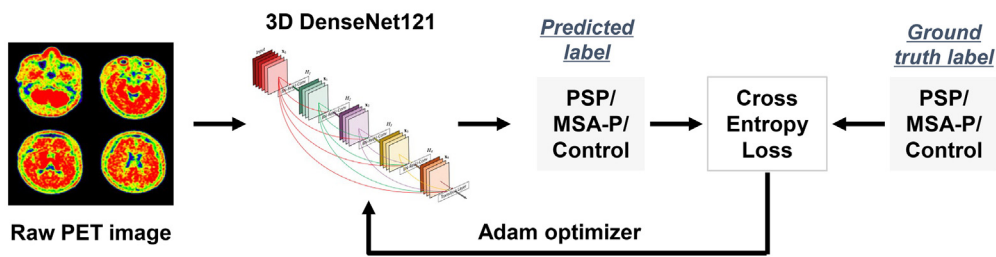 3D DenseNet121
Predicted
label
Ground
truth label
Input
PSP/
MSA-P/
Control
Cross
Entropy
Loss
PSP/
MSA-P/
Control
Raw PET image
Adam optimizer